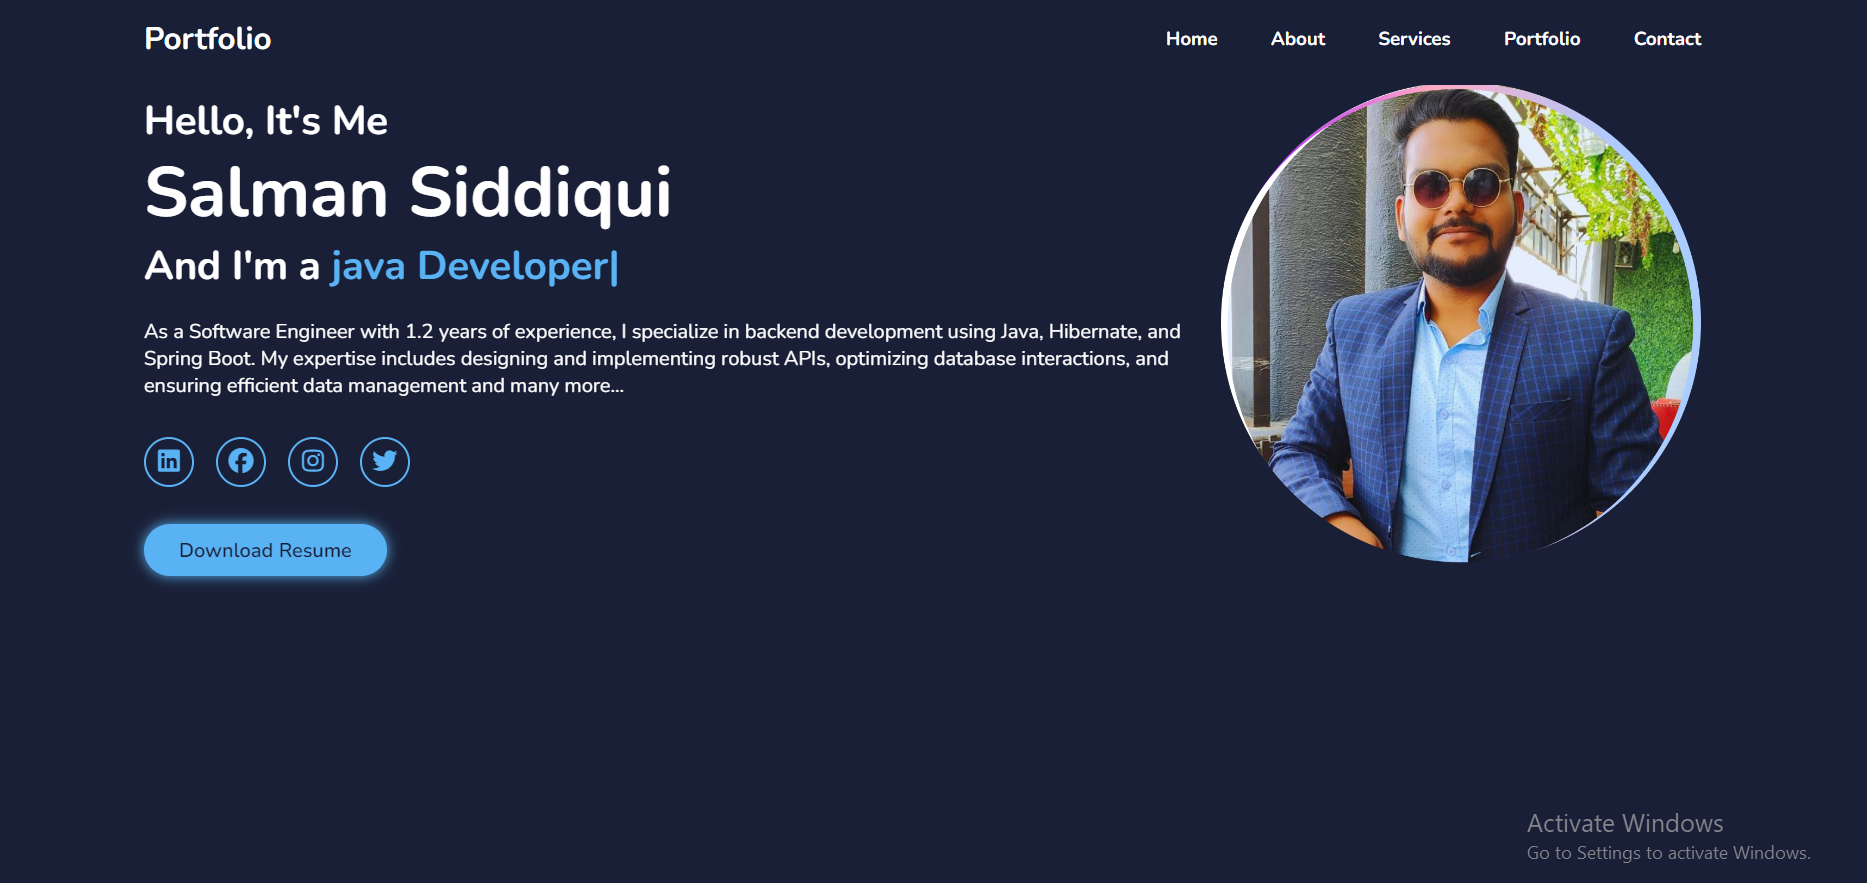 Portfolio
Home About Services Portfolio Contact
Hello, It's Me
Salman Siddiqui
And I'm a java Developer|
As a Software Engineer with 1.2 years of experience, I specialize in backend development using Java, Hibernate, and
Spring Boot. My expertise includes designing and implementing robust APIs, optimizing database interactions, and
ensuring efficient data management and many more...
Download Resume
Activate Windows
Go to Settings to activate Windows.